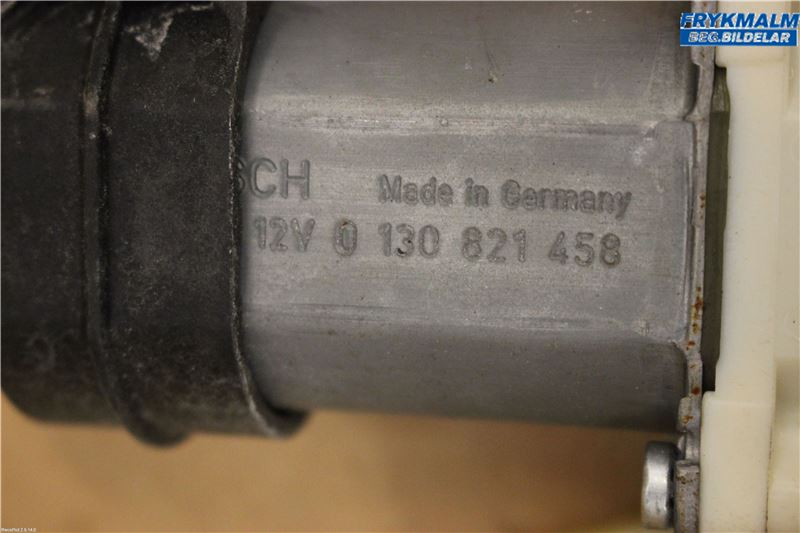 FRYKMALM
BEG.BILDELAR
SCH Made in Germany
12V 0 130 821 458